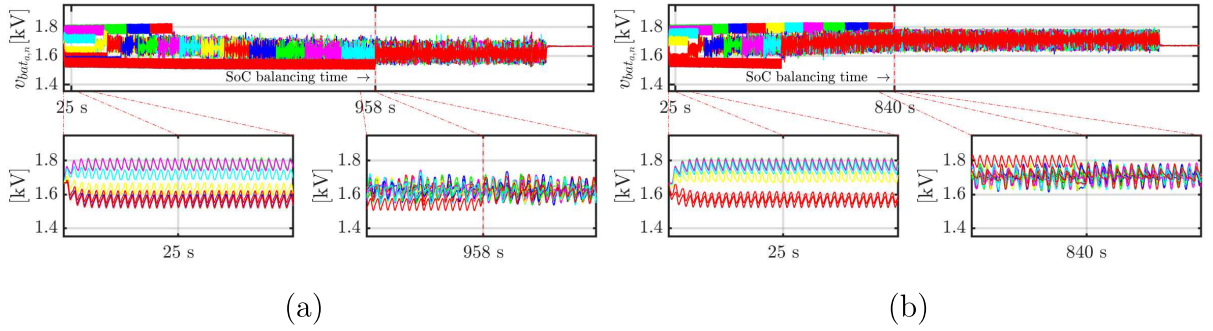 v_{bat_{a,n}} [kV]
1.8
1.6
1.4
SoC balancing time →
25 s
958 s
[kV]
1.8
1.6
1.4
25 s
[kV]
1.8
1.6
1.4
958 s
(a)
v_{bat_{a,n}} [kV]
1.8
1.6
1.4
SoC balancing time →
25 s
840 s
[kV]
1.8
1.6
1.4
25 s
[kV]
1.8
1.6
1.4
840 s
(b)